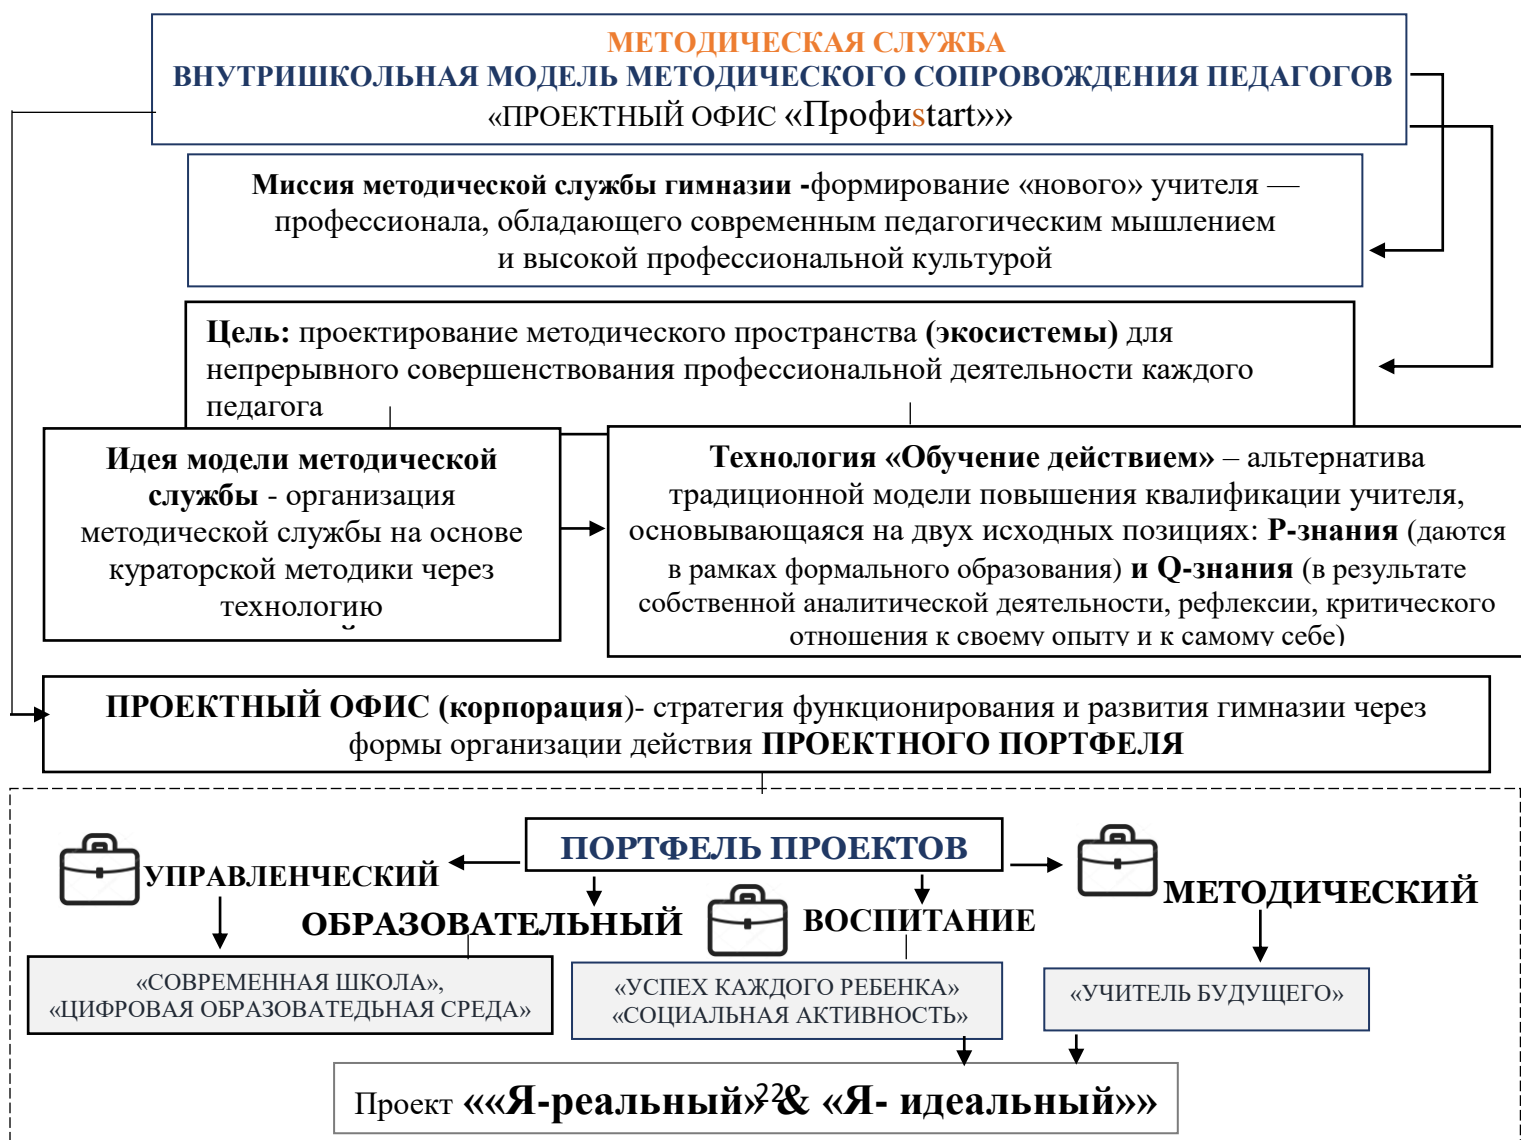 МЕТОДИЧЕСКАЯ СЛУЖБА
ВНУТРИШКОЛЬНАЯ МОДЕЛЬ МЕТОДИЧЕСКОГО СОПРОВОЖДЕНИЯ ПЕДАГОГОВ
«ПРОЕКТНЫЙ ОФИС «Профиstart»»
Миссия методической службы гимназии -формирование «нового» учителя —
профессионала, обладающего современным педагогическим мышлением
и высокой профессиональной культурой
Цель: проектирование методического пространства (экосистемы) для
непрерывного совершенствования профессиональной деятельности каждого
педагога
Идея модели методической
службы - организация
методической службы на основе
кураторской методики через
технологию
Технология «Обучение действием» – альтернатива
традиционной модели повышения квалификации учителя,
основывающаяся на двух исходных позициях: P-знания (даются
в рамках формального образования) и Q-знания (в результате
собственной аналитической деятельности, рефлексии, критического
отношения к своему опыту и к самому себе)
ПРОЕКТНЫЙ ОФИС (корпорация)- стратегия функционирования и развития гимназии через
формы организации действия ПРОЕКТНОГО ПОРТФЕЛЯ
ПОРТФЕЛЬ ПРОЕКТОВ
УПРАВЛЕНЧЕСКИЙ
ОБРАЗОВАТЕЛЬНЫЙ
ВОСПИТАНИЕ
МЕТОДИЧЕСКИЙ
«СОВРЕМЕННАЯ ШКОЛА»,
«ЦИФРОВАЯ ОБРАЗОВАТЕДЬНАЯ СРЕДА»
«УСПЕХ КАЖДОГО РЕБЕНКА»
«СОЦИАЛЬНАЯ АКТИВНОСТЬ»
«УЧИТЕЛЬ БУДУЩЕГО»
Проект ««Я-реальный» & «Я- идеальный»»
22